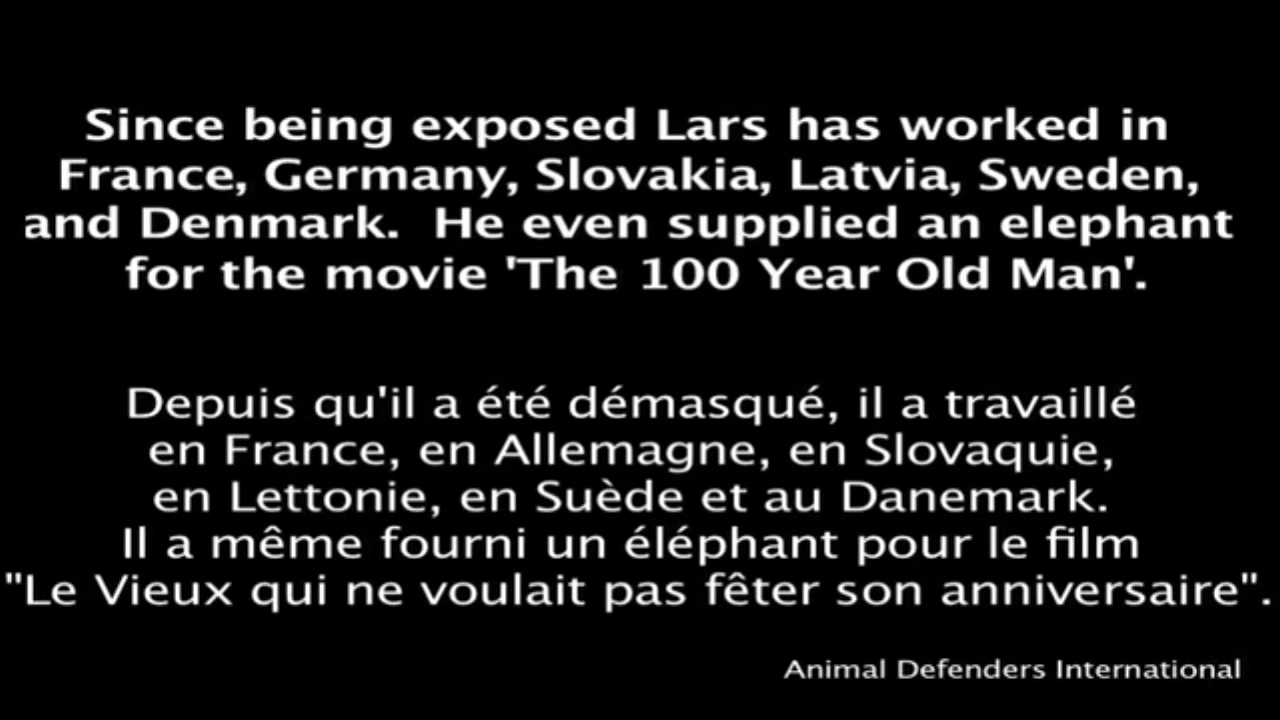 Since being exposed Lars has worked in
France, Germany, Slovakia, Latvia, Sweden,
and Denmark.  He even supplied an elephant
for the movie 'The 100 Year Old Man'.
Depuis qu'il a été démasqué, il a travaillé
en France, en Allemagne, en Slovaquie,
en Lettonie, en Suède et au Danemark.
Il a même fourni un éléphant pour le film
"Le Vieux qui ne voulait pas fêter son anniversaire".
Animal Defenders International